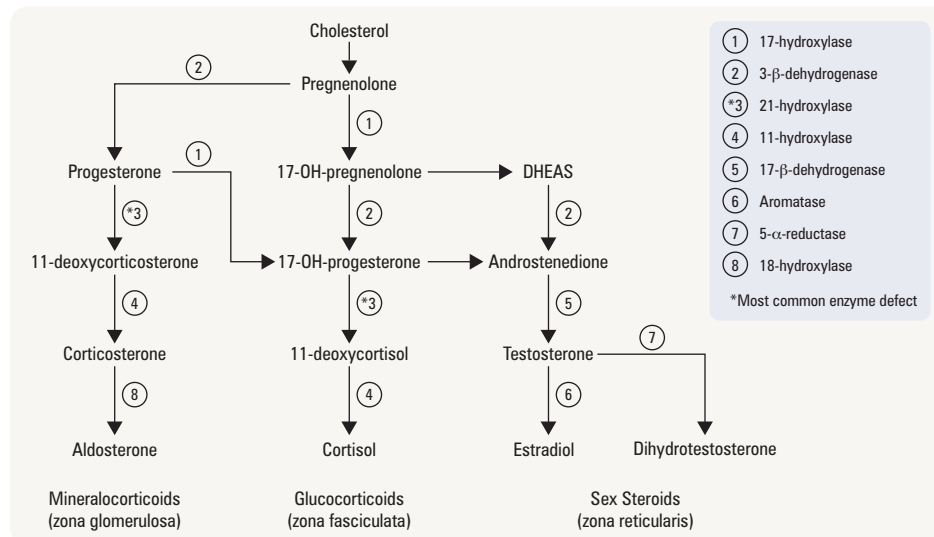 Cholesterol
2
Pregnenolone
1
Progesterone
1
17-OH-pregnenolone
DHEAS
*3
2
2
11-deoxycorticosterone
17-OH-progesterone
Androstenedione
4
*3
5
Corticosterone
11-deoxycortisol
Testosterone
7
8
4
6
Aldosterone
Cortisol
Estradiol
Dihydrotestosterone
Mineralocorticoids
(zona glomerulosa)
Glucocorticoids
(zona fasciculata)
Sex Steroids
(zona reticularis)
1 17-hydroxylase
2 3-β-dehydrogenase
*3 21-hydroxylase
4 11-hydroxylase
5 17-β-dehydrogenase
6 Aromatase
7 5-α-reductase
8 18-hydroxylase
*Most common enzyme defect